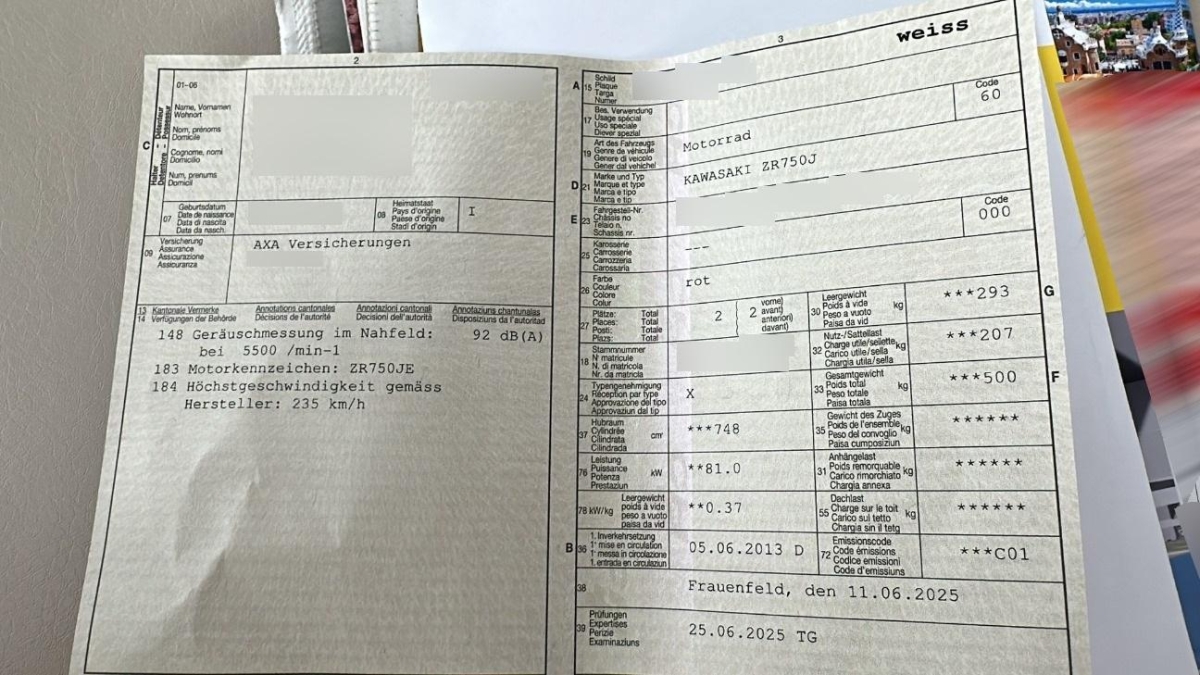 2
01-06
Halter Détenteur
Detentore Possessur
C
Name, Vornamen
Wohnort
Nom, prénoms
Domicile
Cognome, nomi
Domicilio
Num, prenums
Domicil
07
Geburtsdatum
Date de naissance
Data di nascita
Data da nasch.
08
Heimatstaat
Pays d'origine
Paese d'origine
Stadi d'origin
I
09
Versicherung
Assurance
Assicurazione
Assicuranza
AXA Versicherungen
13 Kantonale Vermerke Annotations cantonales Annotazioni cantonali Annotaziuns chantunalas
14 Verfügungen der Behörde Décisions de l'autorité Decisioni dell'autorità Disposiziuns da l'autoritad
148 Geräuschmessung im Nahfeld: 92 dB(A)
bei 5500 /min-1
183 Motorkennzeichen: ZR750JE
184 Höchstgeschwindigkeit gemäss
Hersteller: 235 km/h
3
weiss
A 15
Schild
Plaque
Targa
Numer
Code
60
17
Bes. Verwendung
Usage spécial
Uso speciale
Diever spezial
19
Art des Fahrzeugs
Genre de véhicule
Genere di veicolo
Gener dal vehichel
Motorrad
D 21
Marke und Typ
Marque et type
Marca e tipo
Marca e tip
KAWASAKI ZR750J
E 23
Fahrgestell-Nr.
Châssis no
Telaio n.
Schassis nr.
Code
000
25
Karosserie
Carrosserie
Carrozzeria
Carossaria
---
26
Farbe
Couleur
Colore
Colur
rot
27
Plätze: Total
Places: Total
Posti: Totale
Plazs: Total
2
2
vorne)
avant)
anteriori)
davant)
30
Leergewicht
Poids à vide
Peso a vuoto
Paisa da vid
kg
***293
G
18
Stammnummer
N° matricule
N. di matricola
Nr. da matricla
32
Nutz-/Sattellast
Charge utile/sellette
Carico utile/sella
Chargia utila/sella
kg
***207
24
Typengenehmigung
Réception par type
Approvazione del tipo
Approvaziun dal tip
X
33
Gesamtgewicht
Poids total
Peso totale
Paisa totala
kg
***500
F
37
Hubraum
Cylindrée
Cilindrata
Cilindrada
cm³
***748
35
Gewicht des Zuges
Poids de l'ensemble
Peso del convoglio
Paisa cumposiziun
kg
******
76
Leistung
Puissance
Potenza
Prestaziun
kW
**81.0
31
Anhängelast
Poids remorquable
Carico rimorchiato
Chargia annexa
kg
******
78 kW/kg
Leergewicht
poids à vide
peso a vuoto
paisa da vid
**0.37
55
Dachlast
Charge sur le toit
Carico sul tetto
Chargia sin il tetg
kg
******
B 36
1. Inverkehrsetzung
1re mise en circulation
1a messa in circolazione
1. entrada en circulaziun
05.06.2013 D
72
Emissionscode
Code émissions
Codice emissioni
Code d'emissiuns
***C01
38
Frauenfeld, den 11.06.2025
39
Prüfungen
Expertises
Perizie
Examinaziuns
25.06.2025 TG